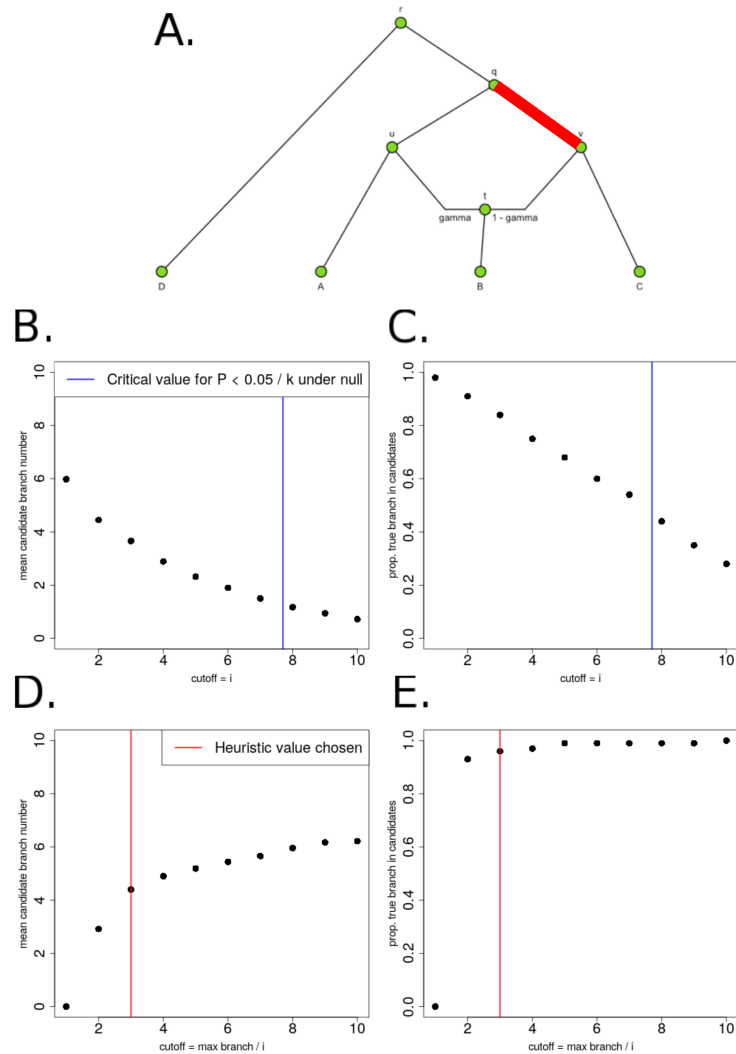 A.
r
q
u
v
t
gamma
1 - gamma
D
A
B
C
B.
C.
Critical value for P < 0.05 / k under null
mean candidate branch number
0
2
4
6
8
10
2
4
6
8
10
cutoff = i
prop. true branch in candidates
0.0
0.2
0.4
0.6
0.8
1.0
2
4
6
8
10
cutoff = i
D.
E.
Heuristic value chosen
mean candidate branch number
0
2
4
6
8
10
2
4
6
8
10
cutoff = max branch / i
prop. true branch in candidates
0.0
0.2
0.4
0.6
0.8
1.0
2
4
6
8
10
cutoff = max branch / i